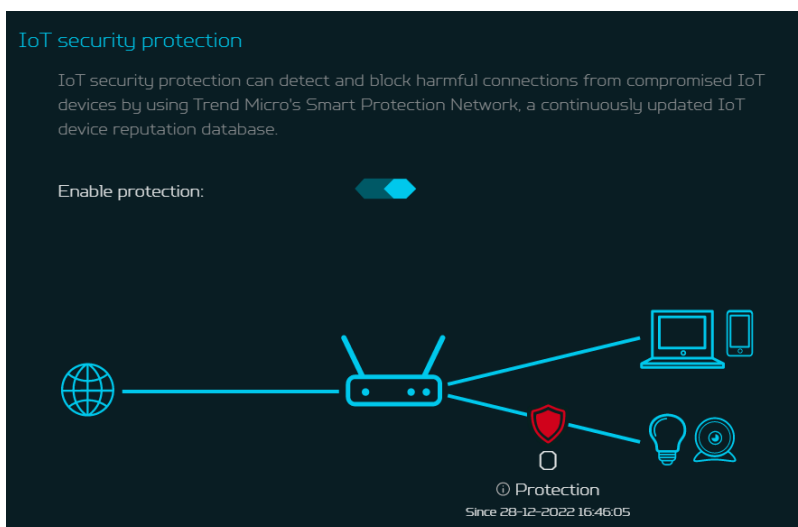 IoT security protection
IoT security protection can detect and block harmful connections from compromised IoT
devices by using Trend Micro's Smart Protection Network, a continuously updated IoT
device reputation database.
Enable protection:
0
Protection
Since 28-12-2022 16:46:05